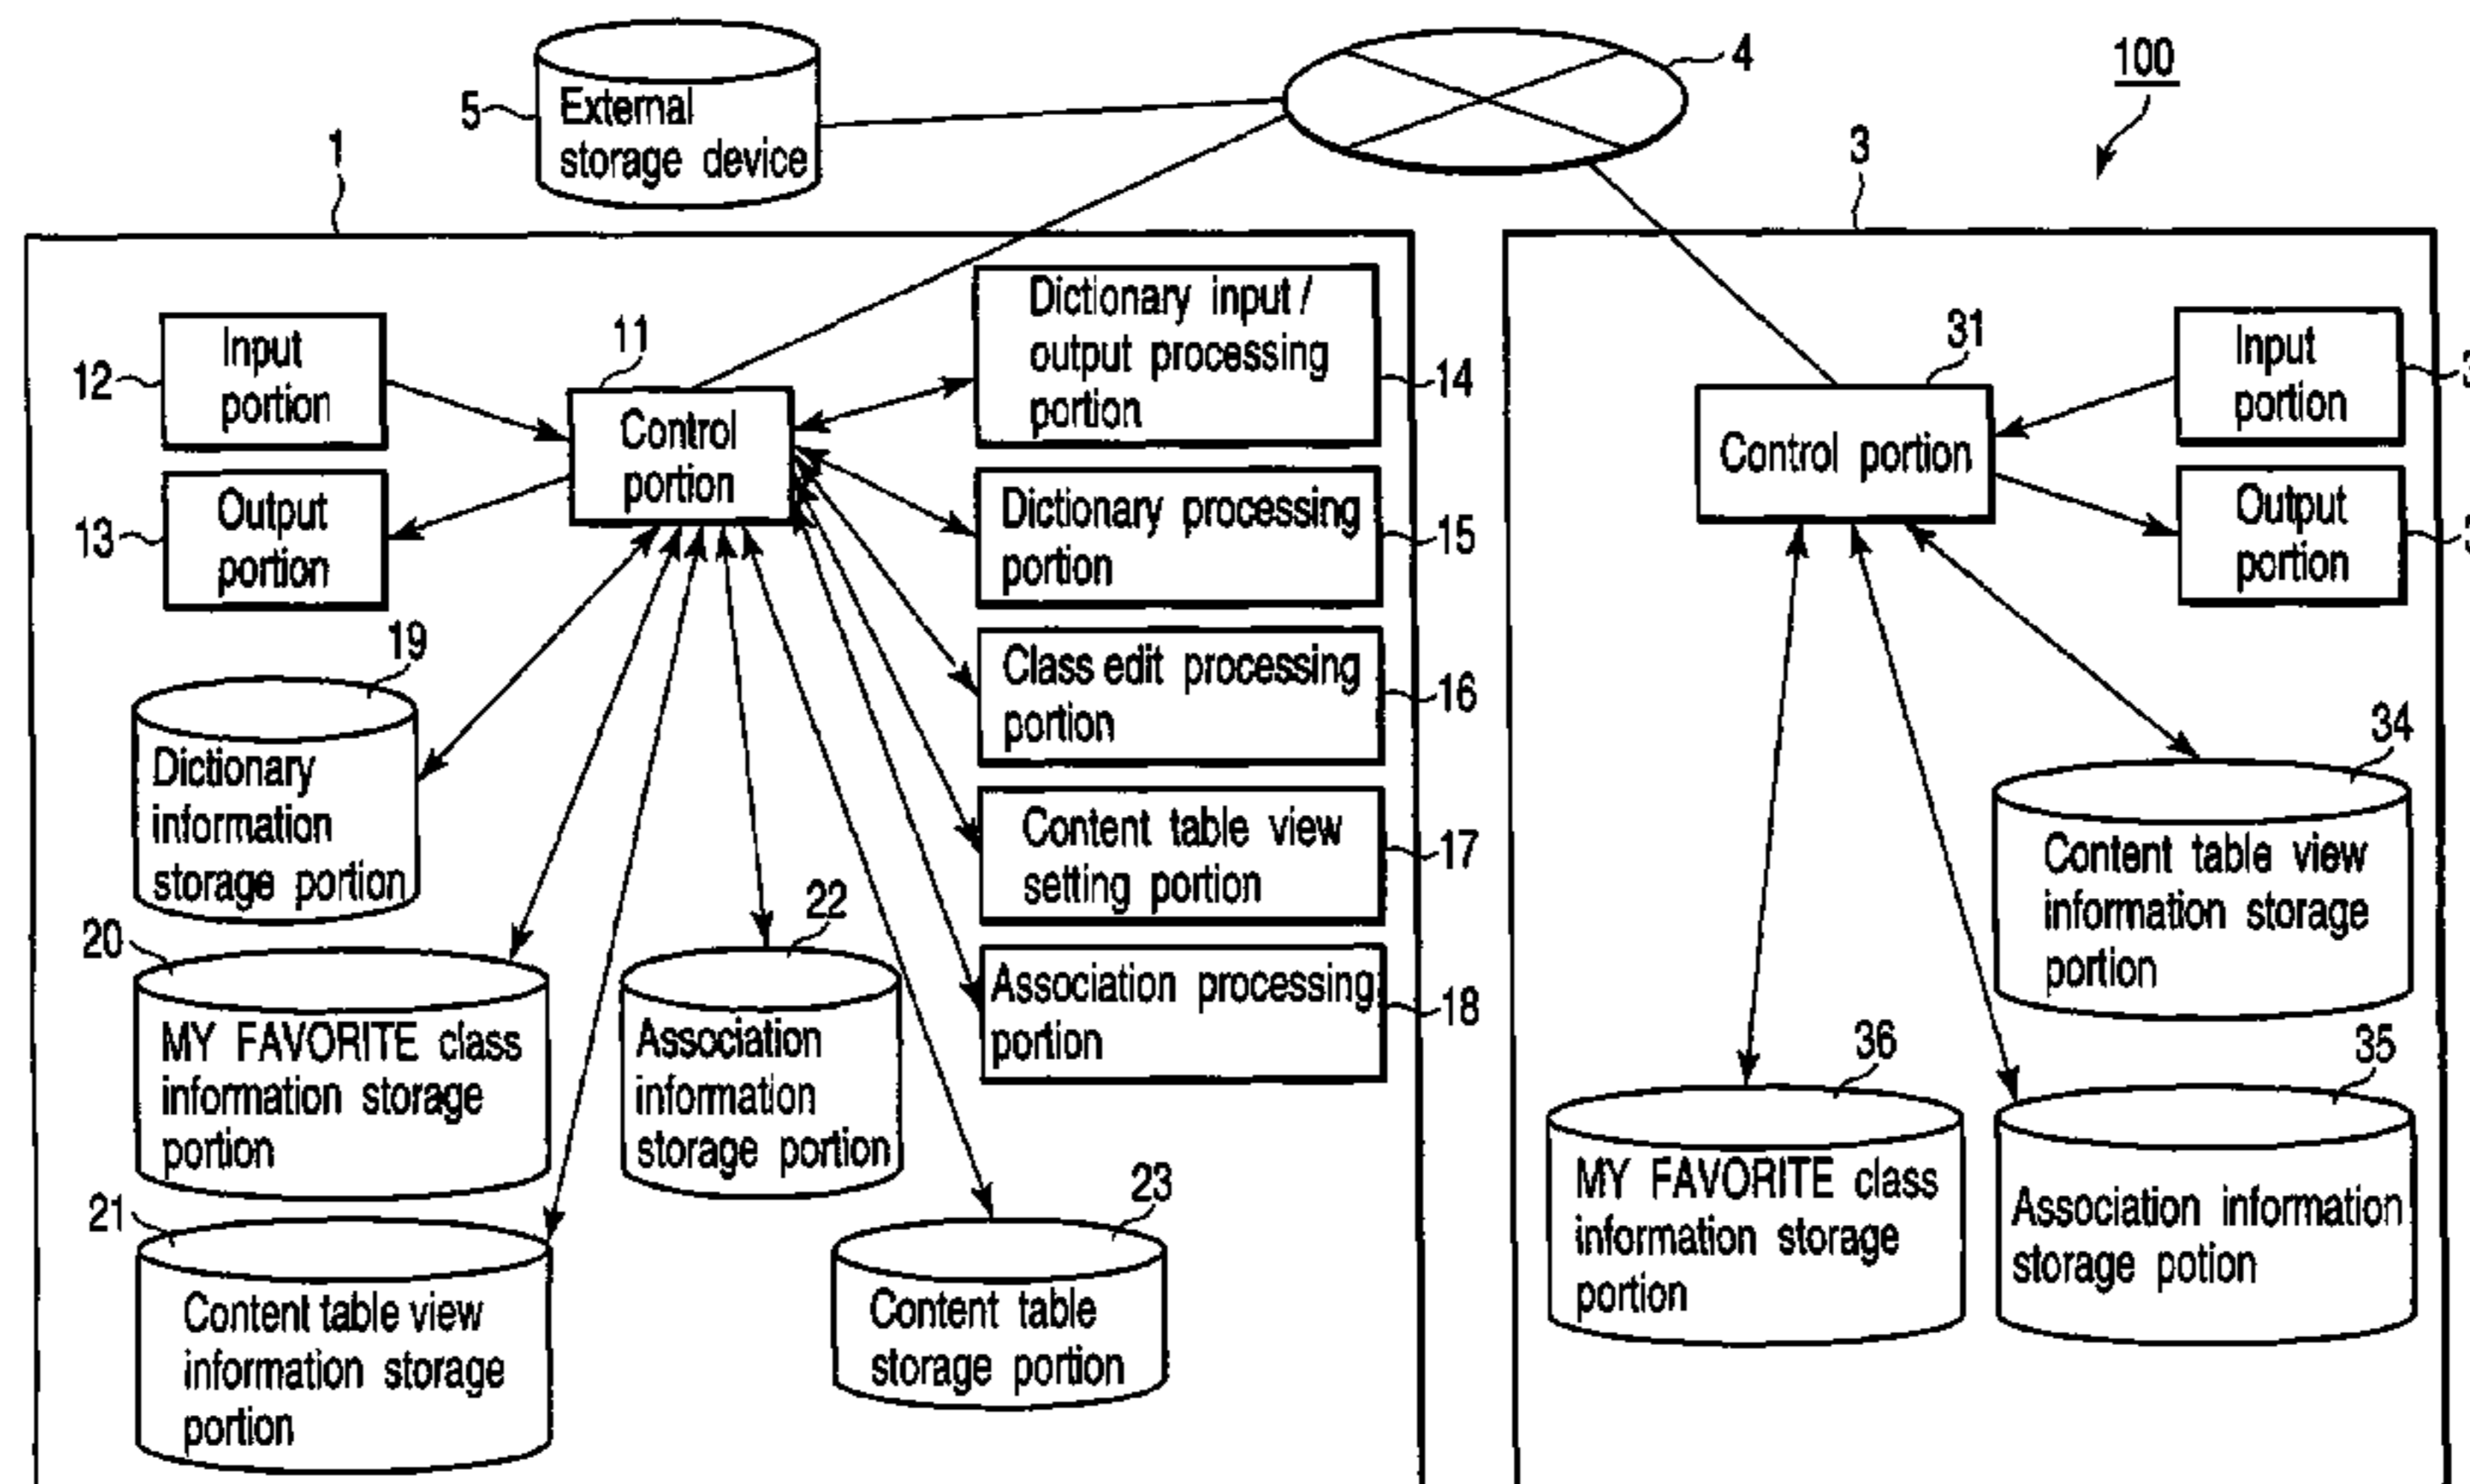 5
External
storage device
4
100
1
3
12
Input
portion
11
Control
portion
Dictionary input /
output processing
portion
14
13
Output
portion
Dictionary processing
portion
15
Class edit processing
portion
16
Content table view
setting portion
17
Association processing
portion
18
19
Dictionary
information
storage portion
20
MY FAVORITE class
information storage
portion
21
Content table view
information storage
portion
22
Association
information
storage portion
23
Content table
storage portion
31
Control portion
Input
portion
Output
portion
34
Content table view
information storage
portion
36
MY FAVORITE class
information storage
portion
35
Association information
storage potion